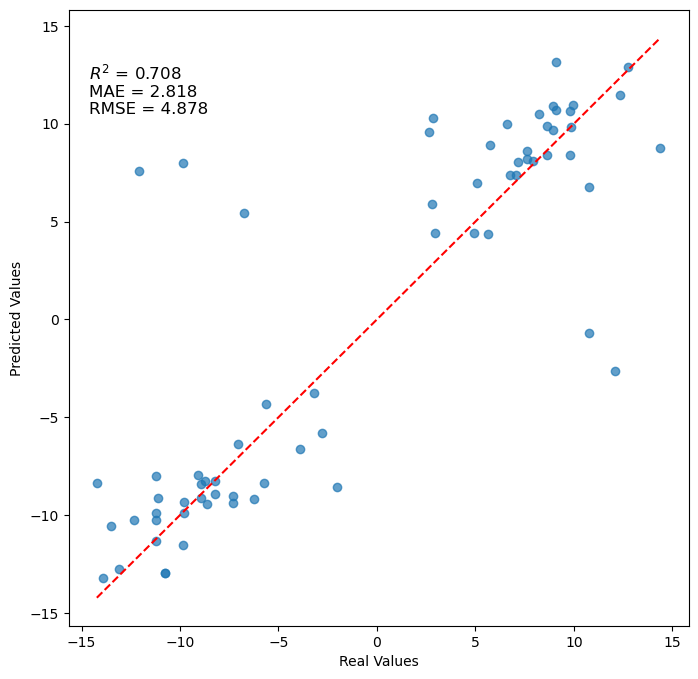 15
10
5
0
−5
−10
−15
Predicted Values
R² = 0.708
MAE = 2.818
RMSE = 4.878
−15 −10 −5 0 5 10 15
Real Values